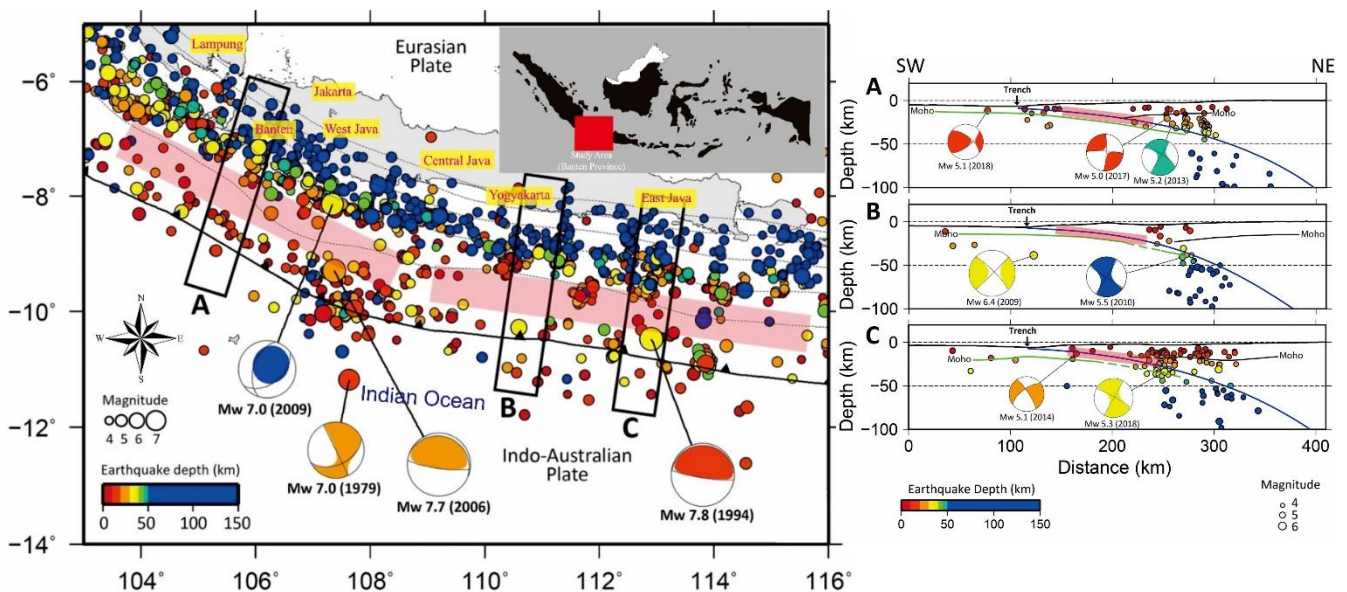 Eurasian
Plate
Lampung
Jakarta
Banten
West Java
Central Java
Yogyakarta
East Java
Study Area
(Banten Province)
A
B
C
N
W
E
S
Indian Ocean
Indo-Australian
Plate
Mw 7.0 (2009)
Mw 7.0 (1979)
Mw 7.7 (2006)
Mw 7.8 (1994)
Magnitude
4 5 6 7
Earthquake depth (km)
0 50 100 150
−6˚
−8˚
−10˚
−12˚
−14˚
104˚ 106˚ 108˚ 110˚ 112˚ 114˚ 116˚
SW NE
A
Trench
Moho
Moho
Mw 5.1 (2018)
Mw 5.0 (2017)
Mw 5.2 (2013)
Depth (km)
0
−50
−100
B
Trench
Moho
Moho
Mw 6.4 (2009)
Mw 5.5 (2010)
Depth (km)
0
−50
−100
C
Trench
Moho
Moho
Mw 5.1 (2014)
Mw 5.3 (2018)
Depth (km)
0
−50
−100
0 100 200 300 400
Distance (km)
Earthquake Depth (km)
0 50 100 150
Magnitude
4
5
6